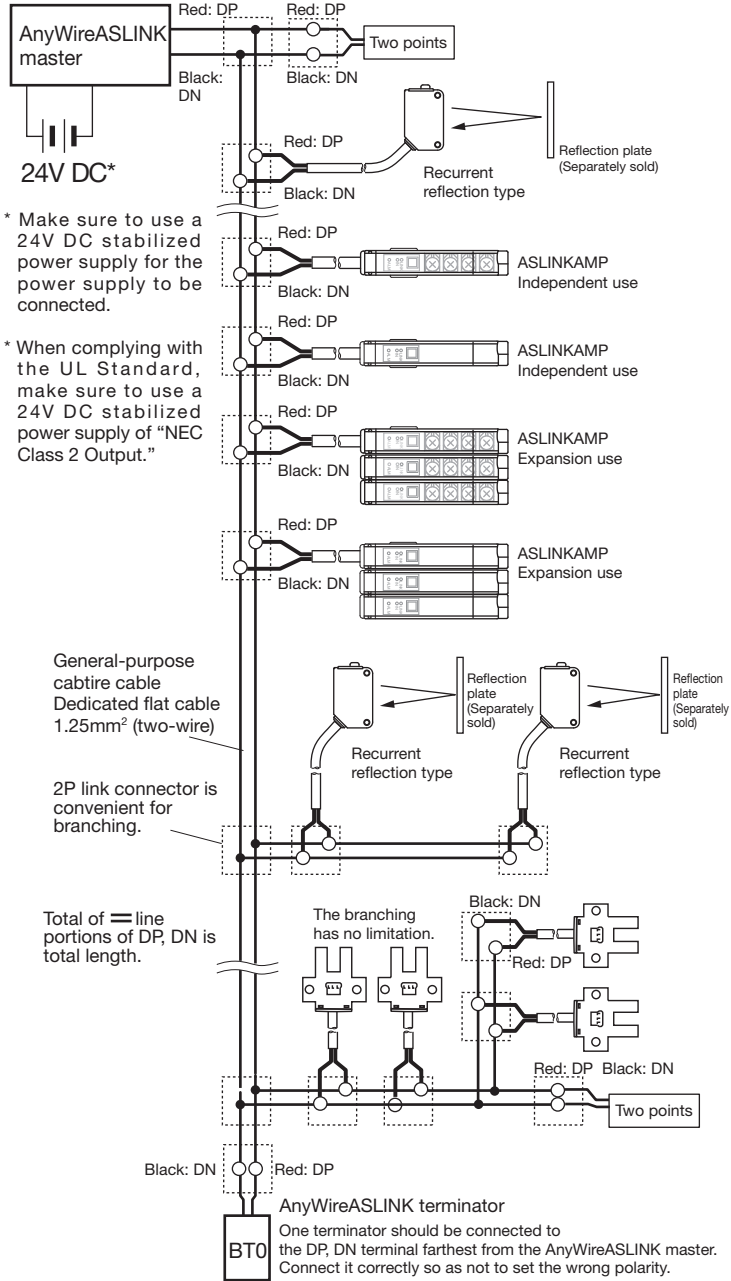 Red: DP
Red: DP
AnyWireASLINK
master
Two points
Black:
DN
Black: DN
24V DC*
Red: DP
Black: DN
Recurrent
reflection type
Reflection plate
(Separately sold)
* Make sure to use a
24V DC stabilized
power supply for the
power supply to be
connected.
* When complying with
the UL Standard,
make sure to use a
24V DC stabilized
power supply of “NEC
Class 2 Output.”
Red: DP
Black: DN
ASLINKAMP
Independent use
Red: DP
Black: DN
ASLINKAMP
Independent use
Red: DP
Black: DN
ASLINKAMP
Expansion use
Red: DP
Black: DN
ASLINKAMP
Expansion use
General-purpose
cabtire cable
Dedicated flat cable
1.25mm² (two-wire)
Reflection
plate
(Separately
sold)
Recurrent
reflection type
Reflection
plate
(Separately
sold)
Recurrent
reflection type
2P link connector is
convenient for
branching.
Total of = line
portions of DP, DN is
total length.
The branching
has no limitation.
Black: DN
Red: DP
Red: DP Black: DN
Two points
Black: DN
Red: DP
AnyWireASLINK terminator
BT0
One terminator should be connected to
the DP, DN terminal farthest from the AnyWireASLINK master.
Connect it correctly so as not to set the wrong polarity.